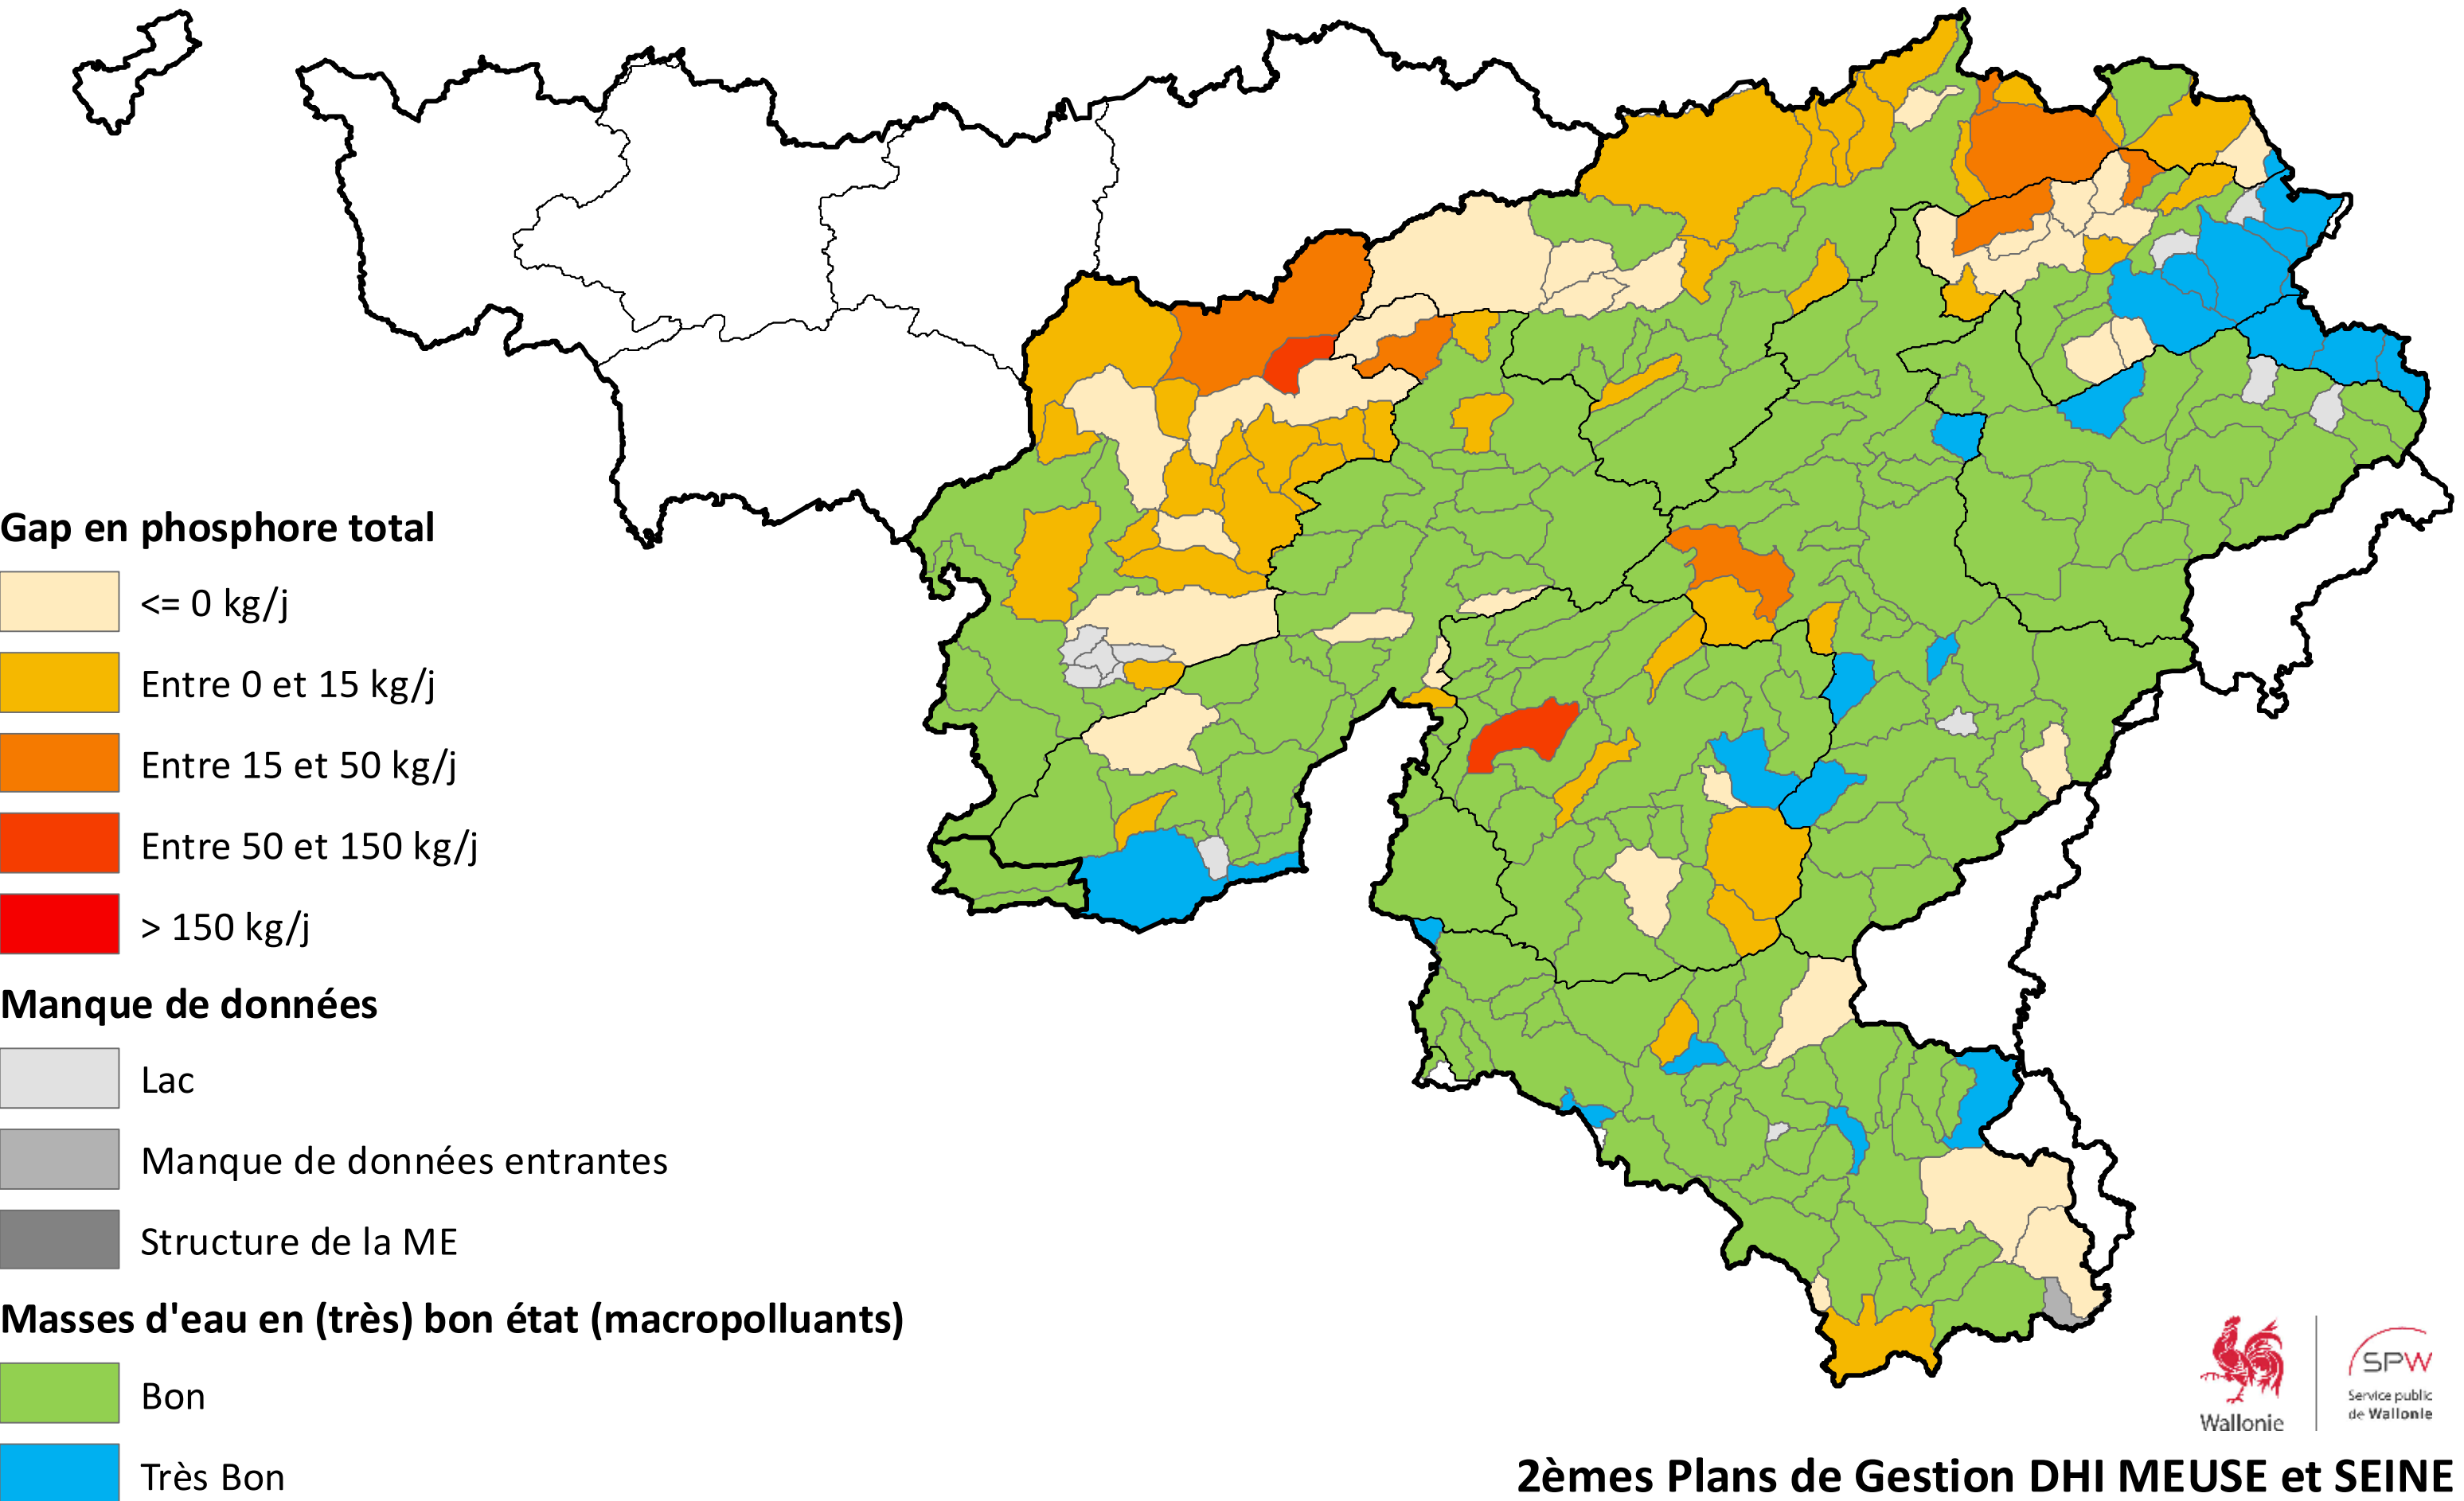 Gap en phosphore total
<= 0 kg/j
Entre 0 et 15 kg/j
Entre 15 et 50 kg/j
Entre 50 et 150 kg/j
> 150 kg/j
Manque de données
Lac
Manque de données entrantes
Structure de la ME
Masses d'eau en (très) bon état (macropolluants)
Bon
Très Bon
Wallonie
SPW
Service public
de Wallonie
2èmes Plans de Gestion DHI MEUSE et SEINE